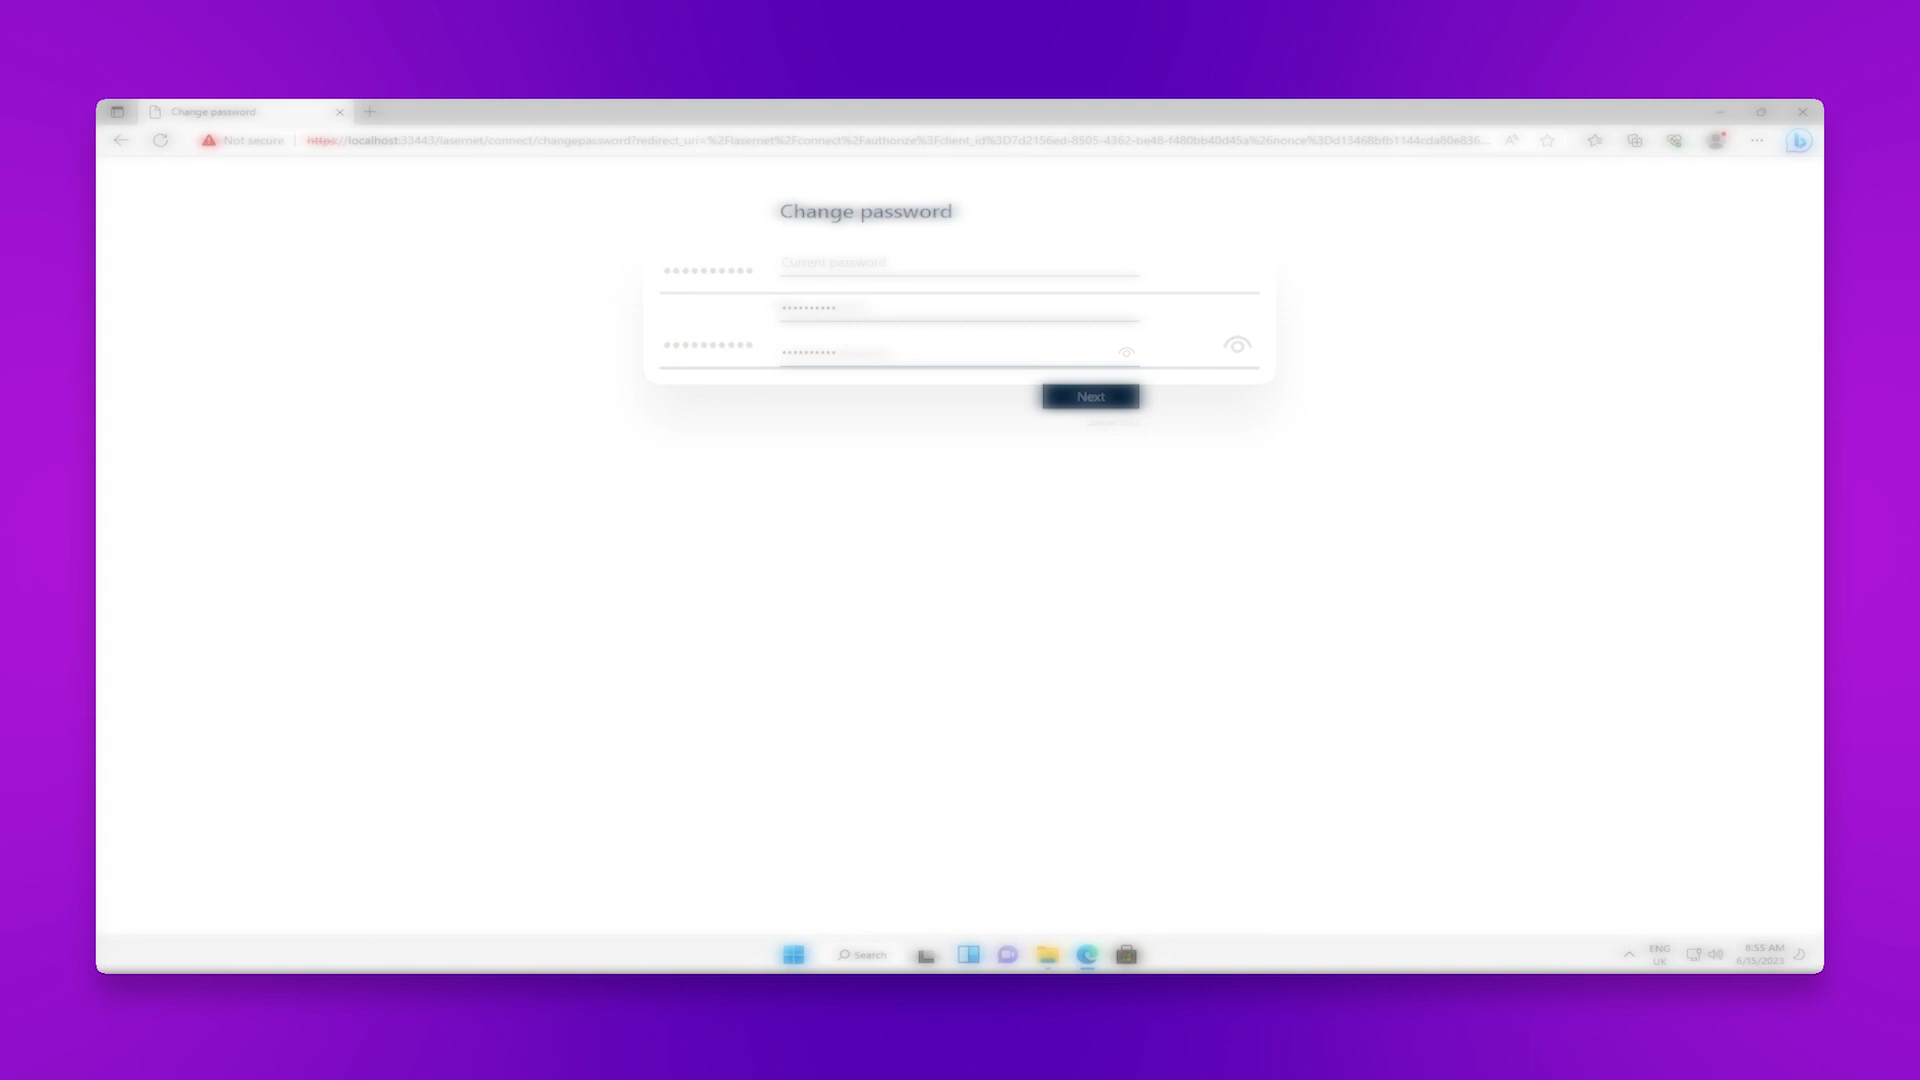 Change password
Not secure
https://localhost:33443/lasernet/connect/changepassword?redirect_uri=%2Flasernet%2Fconnect%2Fauthorize%3Fclient_id%3D7d2156ed-8505-4362-be48-f480bb40d45a%26nonce%3Dd13468bfb1144cda80e836...
Change password
Current password
••••••••••
••••••••••
••••••••••
••••••••••
Next
Search
ENG
UK
8:55 AM
6/15/2023